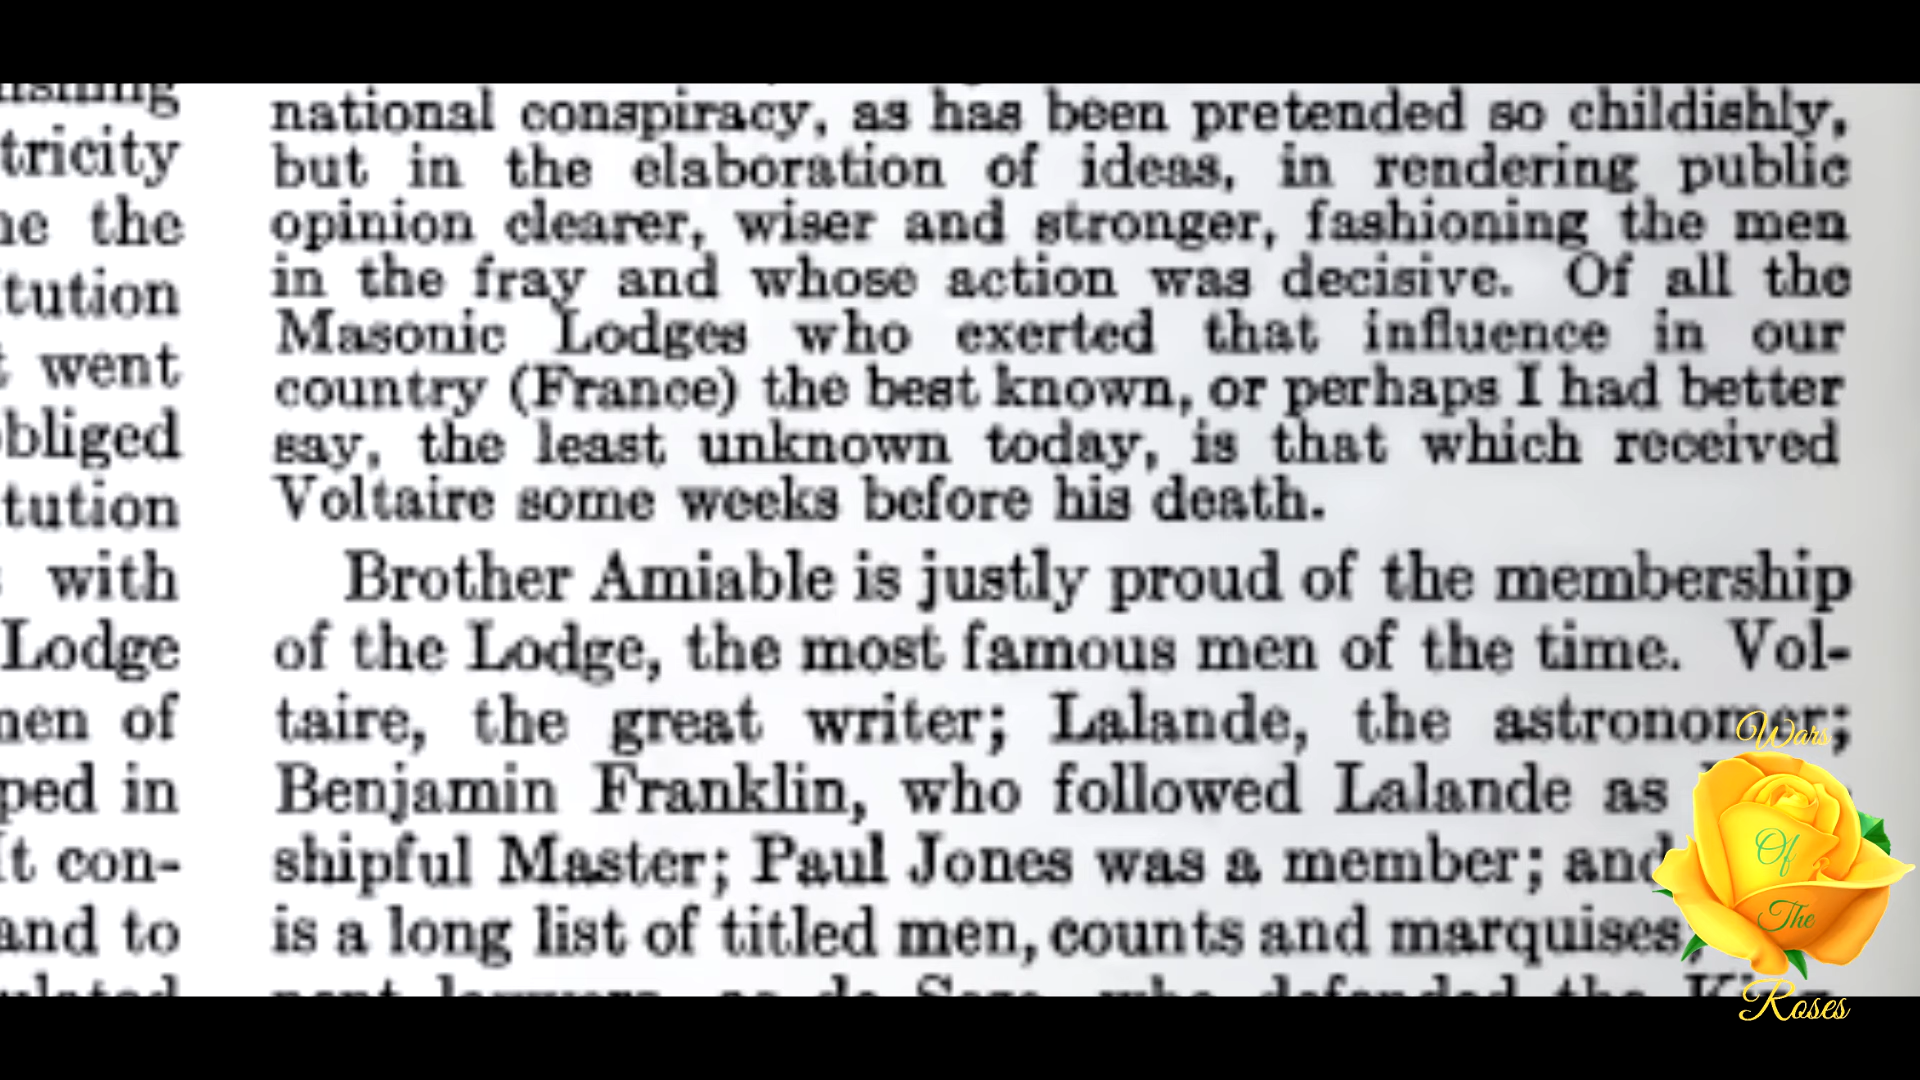 tricity
the
tution
went
bliged
tution
with
Lodge
men of
ped in
It con-
and to
national conspiracy, as has been pretended so childishly,
but in the elaboration of ideas, in rendering public
opinion clearer, wiser and stronger, fashioning the men
in the fray and whose action was decisive. Of all the
Masonic Lodges who exerted that influence in our
country (France) the best known, or perhaps I had better
say, the least unknown today, is that which received
Voltaire some weeks before his death.
Brother Amiable is justly proud of the membership
of the Lodge, the most famous men of the time. Vol-
taire, the great writer; Lalande, the astronomer;
Benjamin Franklin, who followed Lalande as
shipful Master; Paul Jones was a member; and
is a long list of titled men, counts and marquises,
Wars
Of
The
Roses